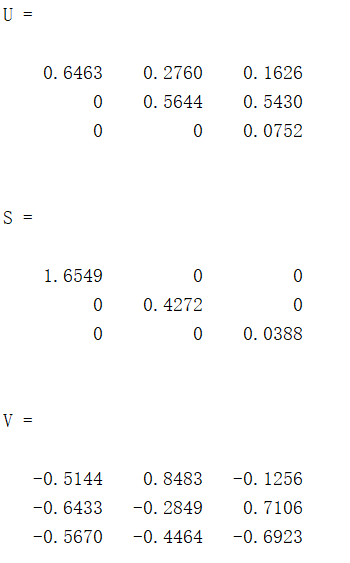 U =
0.6463 0.2760 0.1626
0 0.5644 0.5430
0 0 0.0752
S =
1.6549 0 0
0 0.4272 0
0 0 0.0388
V =
-0.5144 0.8483 -0.1256
-0.6433 -0.2849 0.7106
-0.5670 -0.4464 -0.6923